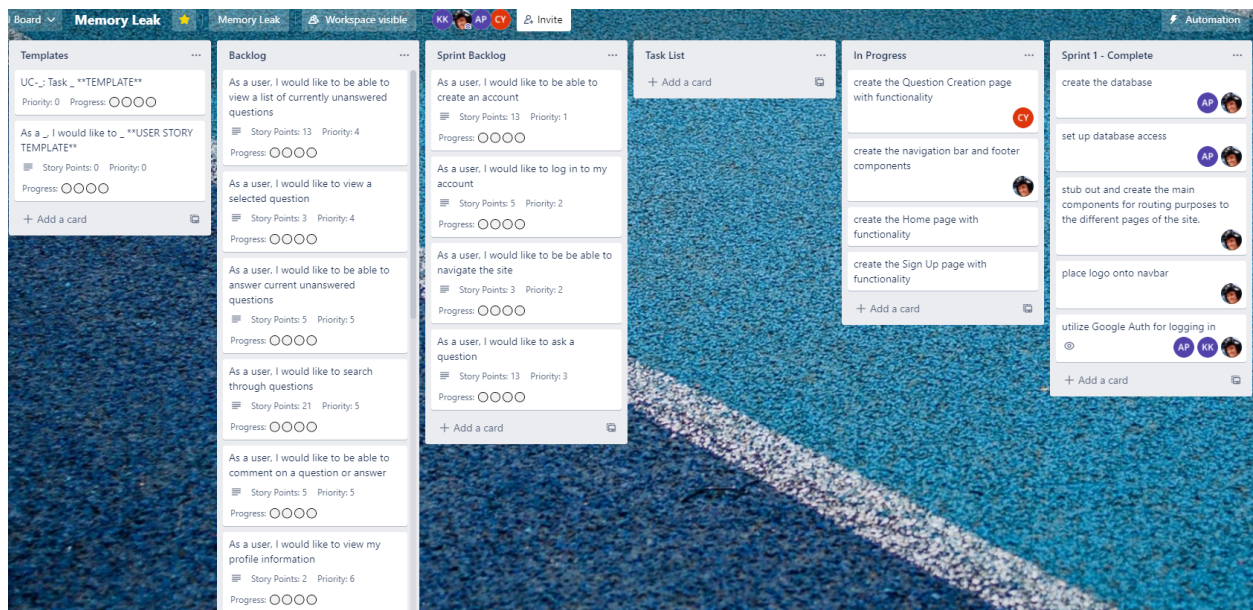 Board
Memory Leak
Memory Leak
Workspace visible
KK
AP
CY
Invite
Automation
Templates
UC-_: Task _ **TEMPLATE**
Priority: 0 Progress:
As a _, I would like to _ **USER STORY
TEMPLATE**
Story Points: 0 Priority: 0
Progress:
+ Add a card
Backlog
As a user, I would like to be able to
view a list of currently unanswered
questions
Story Points: 13 Priority: 4
Progress:
As a user, I would like to view a
selected question
Story Points: 3 Priority: 4
Progress:
As a user, I would like to be able to
answer current unanswered
questions
Story Points: 5 Priority: 5
Progress:
As a user, I would like to search
through questions
Story Points: 21 Priority: 5
Progress:
As a user, I would like to be able to
comment on a question or answer
Story Points: 5 Priority: 5
Progress:
As a user, I would like to view my
profile information
Story Points: 2 Priority: 6
Progress:
Sprint Backlog
As a user, I would like to be able to
create an account
Story Points: 13 Priority: 1
Progress:
As a user, I would like to log in to my
account
Story Points: 5 Priority: 2
Progress:
As a user, I would like to be be able to
navigate the site
Story Points: 3 Priority: 2
Progress:
As a user, I would like to ask a
question
Story Points: 13 Priority: 3
Progress:
+ Add a card
Task List
+ Add a card
In Progress
create the Question Creation page
with functionality
CY
create the navigation bar and footer
components
create the Home page with
functionality
create the Sign Up page with
functionality
+ Add a card
Sprint 1 - Complete
create the database
AP
set up database access
AP
stub out and create the main
components for routing purposes to
the different pages of the site.
place logo onto navbar
utilize Google Auth for logging in
AP KK
+ Add a card